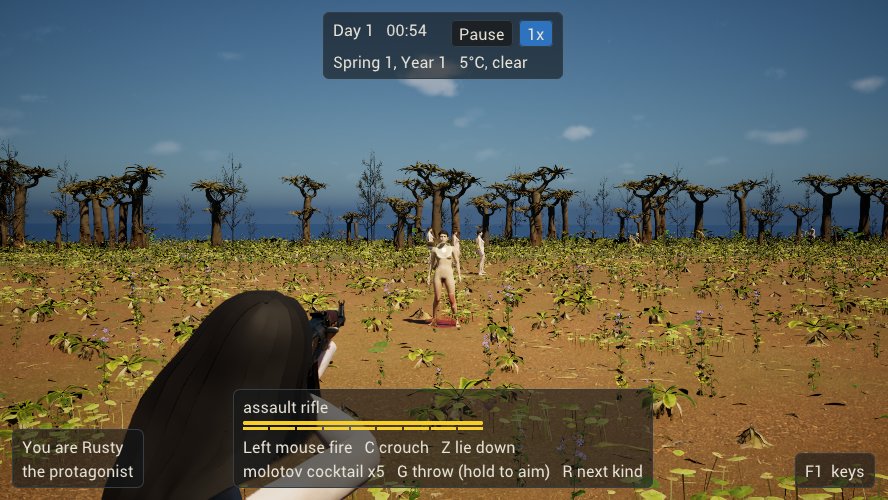 Day 1 00:54 Pause 1x
Spring 1, Year 1 5°C, clear
assault rifle
Left mouse fire C crouch Z lie down
molotov cocktail x5 G throw (hold to aim) R next kind
You are Rusty
the protagonist
F1 keys